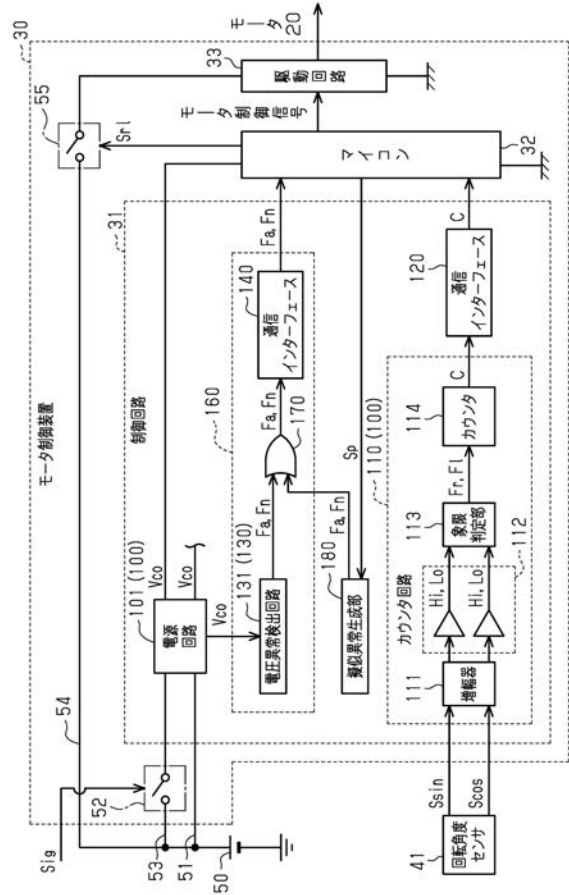 モータ
20
30
33
駆動回路
モータ制御信号
55
Srl
マイコン
32
モータ制御装置
31
制御回路
Fa, Fn
140
通信
インターフェース
160
Fa, Fn
170
Fa, Fn
Fa, Fn
Sp
C
120
通信
インターフェース
C
110(100)
114
カウンタ
Fr, Fl
113
象限
判定部
112
Hi, Lo
Hi, Lo
カウンタ回路
111
増幅器
Vco
Vco
Vco
101(100)
電源
回路
131(130)
電圧異常検出回路
180
擬似異常生成部
54
52
Sig
53
51
50
Ssin
Scos
41
回転角度
センサ